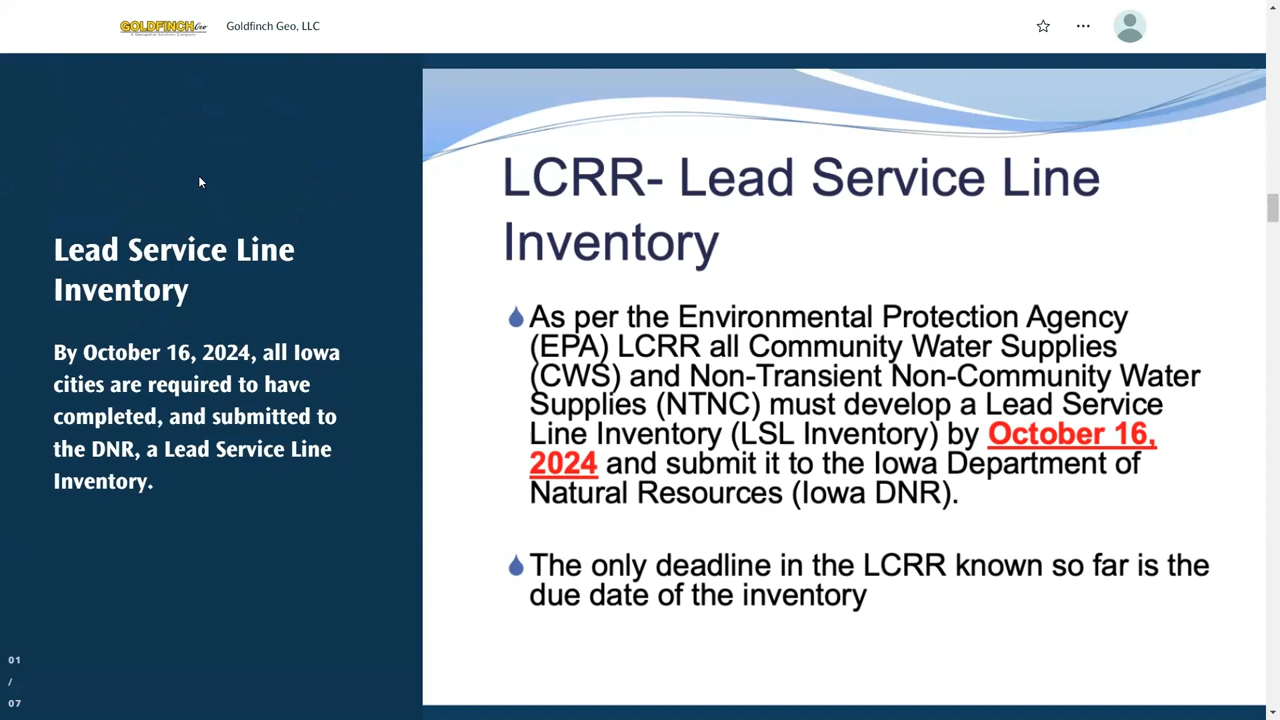 GOLDFINCH Geo
A Geospatial Solutions Company
Goldfinch Geo, LLC
Lead Service Line
Inventory
By October 16, 2024, all Iowa
cities are required to have
completed, and submitted to
the DNR, a Lead Service Line
Inventory.
01
/
07
LCRR- Lead Service Line
Inventory
As per the Environmental Protection Agency
(EPA) LCRR all Community Water Supplies
(CWS) and Non-Transient Non-Community Water
Supplies (NTNC) must develop a Lead Service
Line Inventory (LSL Inventory) by October 16,
2024 and submit it to the Iowa Department of
Natural Resources (Iowa DNR).
The only deadline in the LCRR known so far is the
due date of the inventory